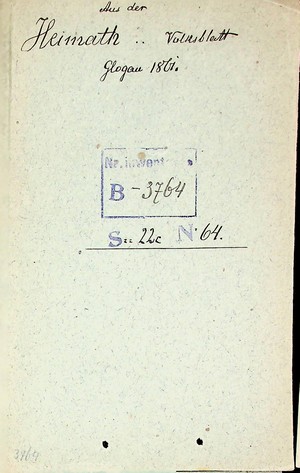 Aus der
Heimath .. Volksblatt
Glogau 1861.
Nr. inwent
B - 3764
S:: 22c N: 64.
3764